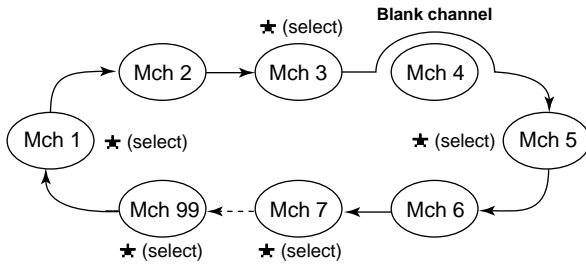 Blank channel
★ (select)
Mch 2
Mch 3
Mch 4
Mch 1
★ (select)
★ (select)
Mch 5
Mch 99
Mch 7
Mch 6
★ (select)
★ (select)